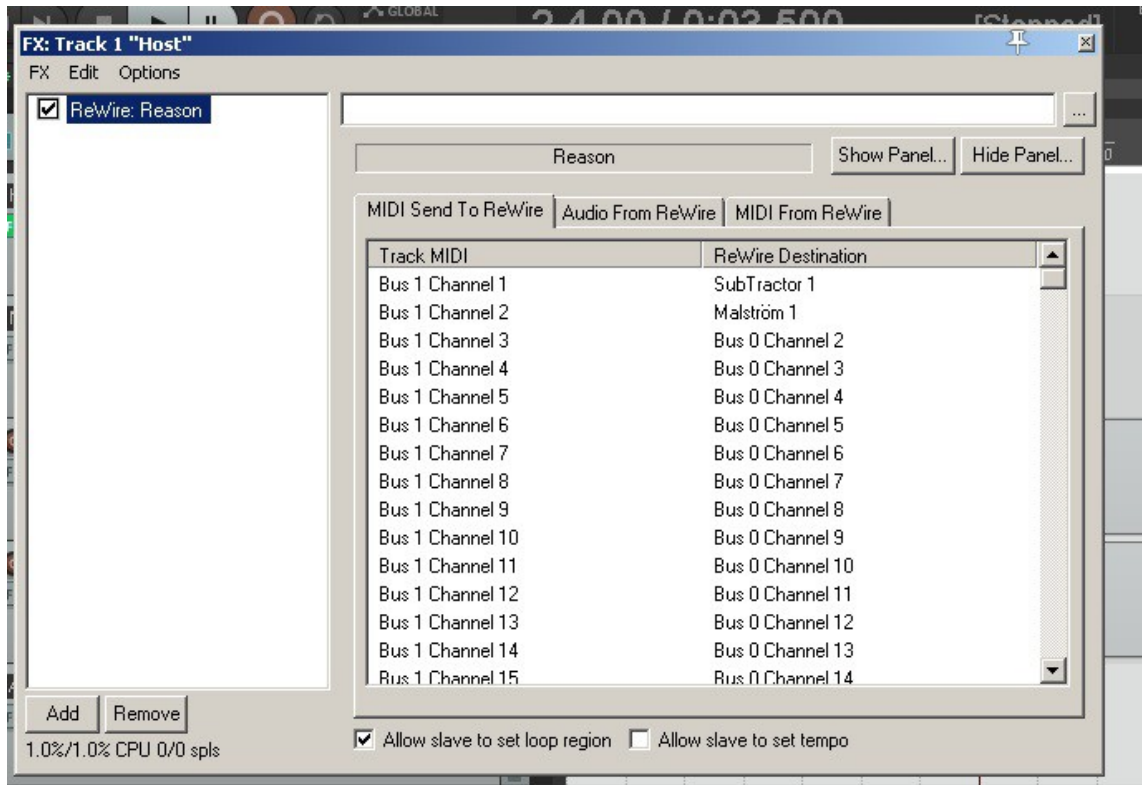 GLOBAL
2.4.00 / 0:03.500
[Stopped]
FX: Track 1 "Host"
FX Edit Options
ReWire: Reason
...
Reason
Show Panel...
Hide Panel...
MIDI Send To ReWire
Audio From ReWire
MIDI From ReWire
Track MIDI ReWire Destination
Bus 1 Channel 1 SubTractor 1
Bus 1 Channel 2 Malström 1
Bus 1 Channel 3 Bus 0 Channel 2
Bus 1 Channel 4 Bus 0 Channel 3
Bus 1 Channel 5 Bus 0 Channel 4
Bus 1 Channel 6 Bus 0 Channel 5
Bus 1 Channel 7 Bus 0 Channel 6
Bus 1 Channel 8 Bus 0 Channel 7
Bus 1 Channel 9 Bus 0 Channel 8
Bus 1 Channel 10 Bus 0 Channel 9
Bus 1 Channel 11 Bus 0 Channel 10
Bus 1 Channel 12 Bus 0 Channel 11
Bus 1 Channel 13 Bus 0 Channel 12
Bus 1 Channel 14 Bus 0 Channel 13
Bus 1 Channel 15 Bus 0 Channel 14
Add Remove
1.0%/1.0% CPU 0/0 spls
Allow slave to set loop region
Allow slave to set tempo